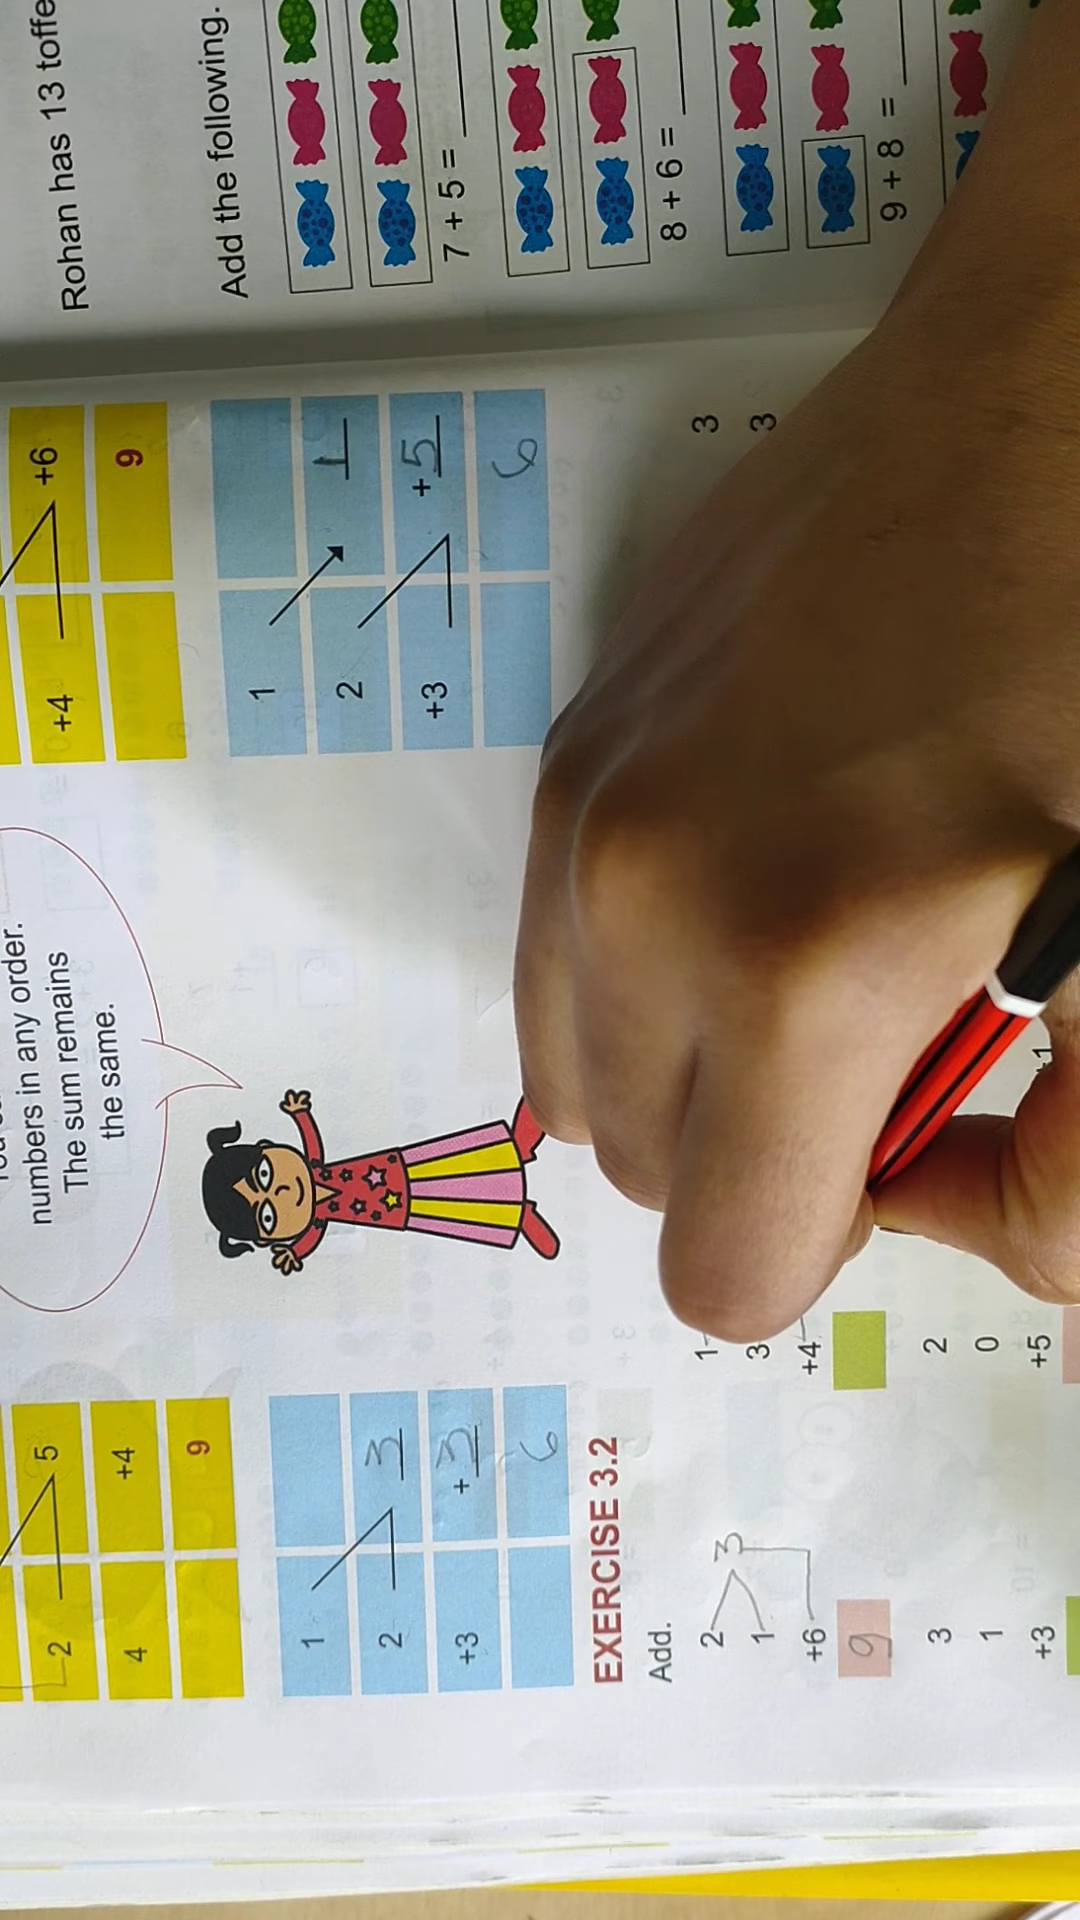 numbers in any order.
The sum remains
the same.
2 5
4 +4
9
+4 +6
9
1
2 3
+3 +3
6
1
2 1
+3 +5
6
EXERCISE 3.2
Add.
2 3 1 3
1 3 3
+6 +4
9
3 2
1 0
+3 +5
Rohan has 13 toffe
Add the following.
7 + 5 =
8 + 6 =
9 + 8 =